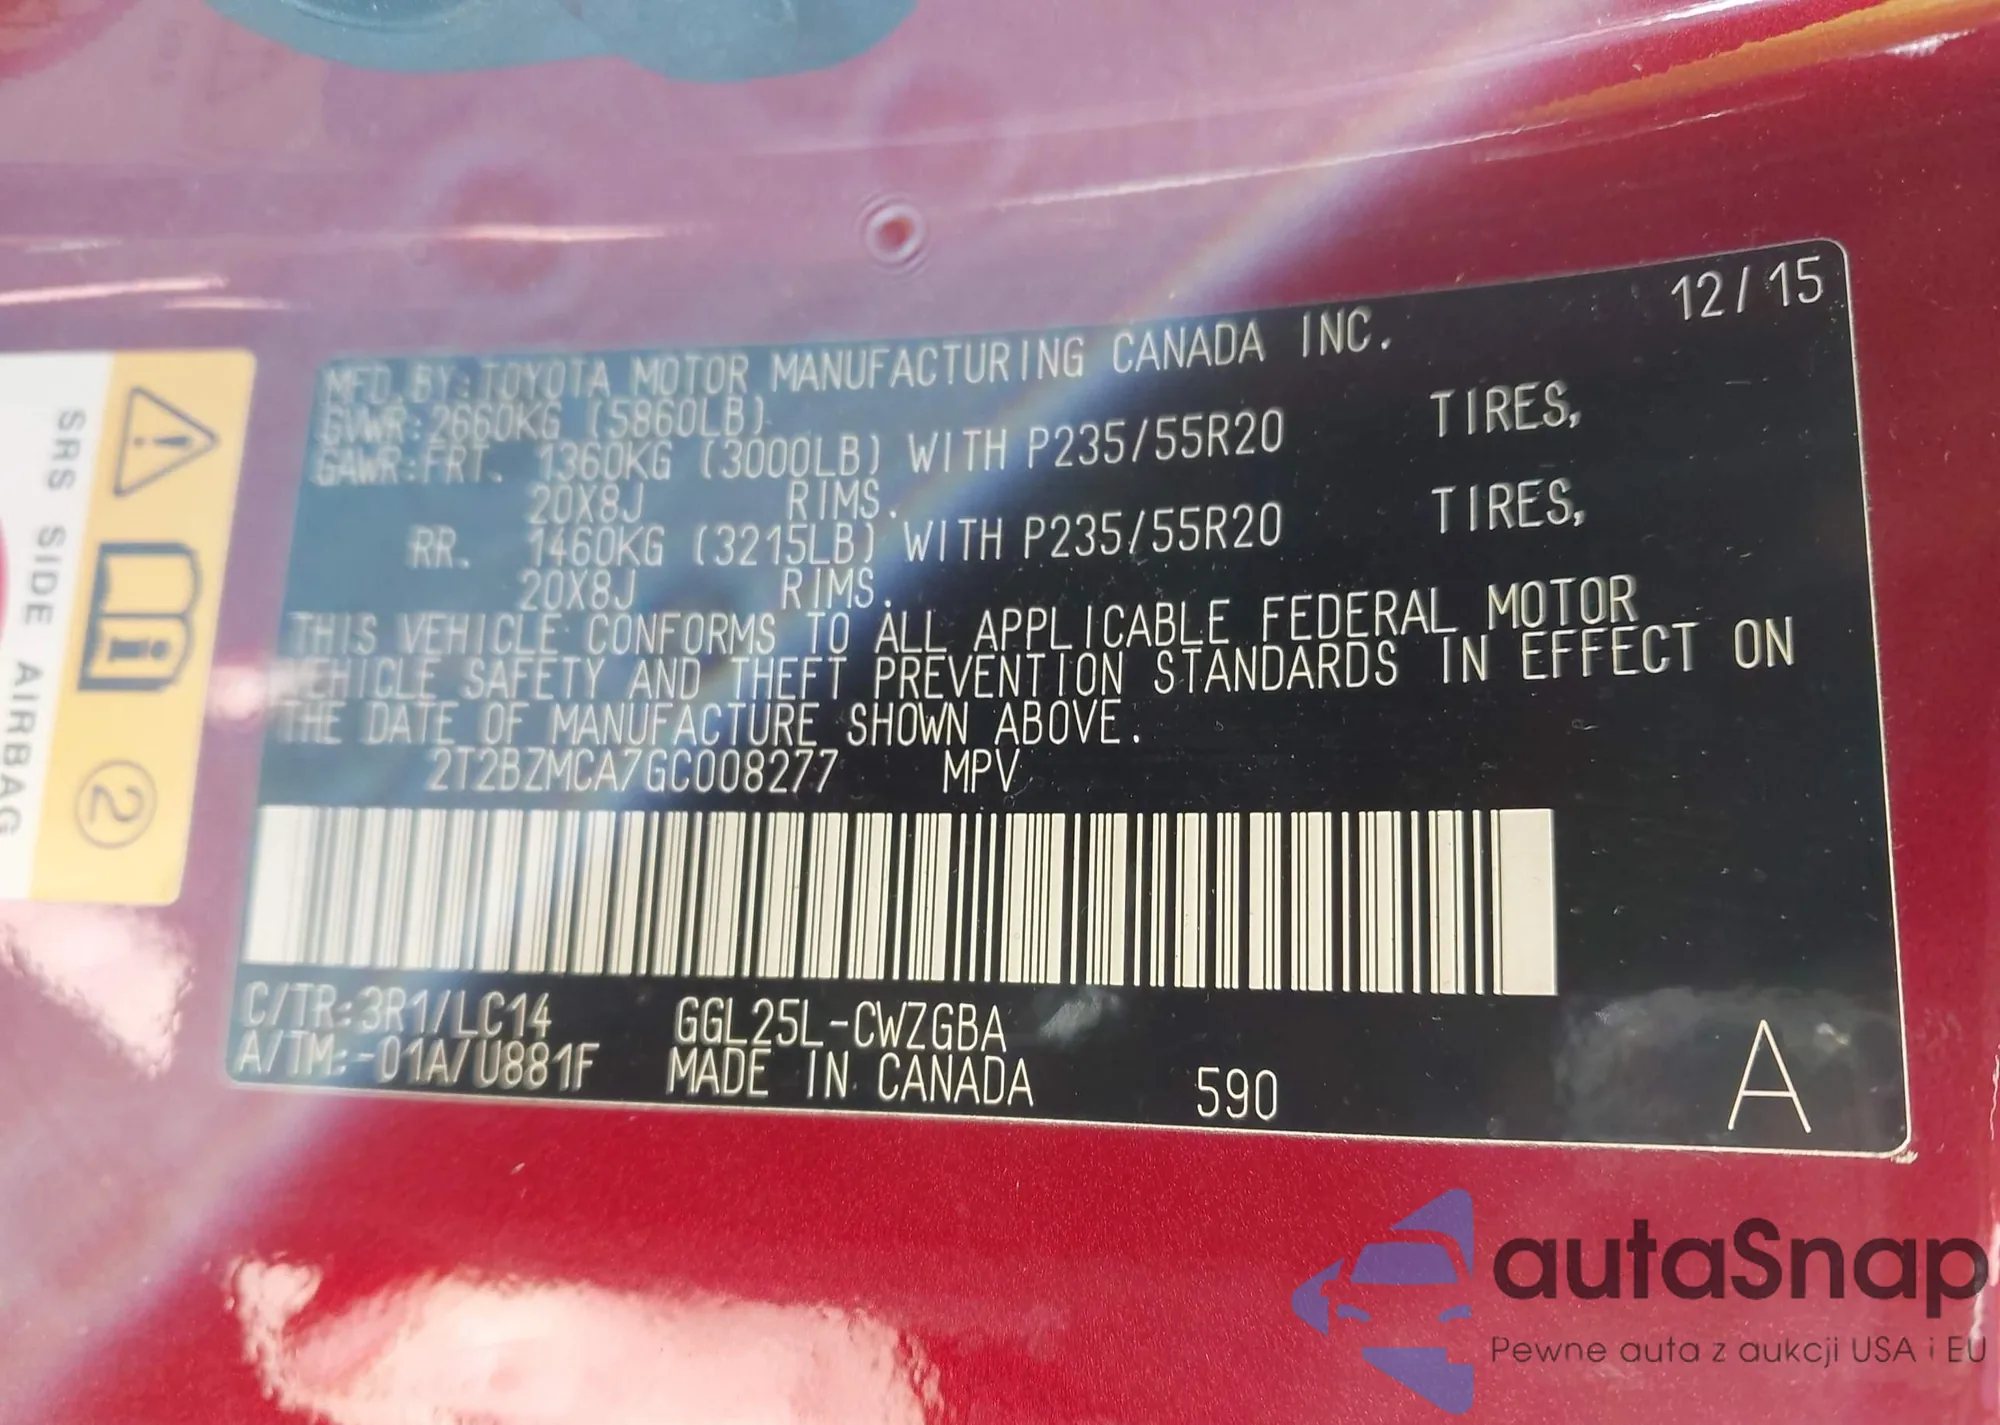 12/15
MFD.BY:TOYOTA MOTOR MANUFACTURING CANADA INC.
GVWR:2660KG (5860LB)
GAWR:FRT. 1360KG (3000LB) WITH P235/55R20 TIRES,
20X8J RIMS.
RR. 1460KG (3215LB) WITH P235/55R20 TIRES,
20X8J RIMS.
THIS VEHICLE CONFORMS TO ALL APPLICABLE FEDERAL MOTOR
VEHICLE SAFETY AND THEFT PREVENTION STANDARDS IN EFFECT ON
THE DATE OF MANUFACTURE SHOWN ABOVE.
2T2BZMCA7GC008277 MPV
C/TR:3R1/LC14 GGL25L-CWZGBA
A/TM:-01A/U881F MADE IN CANADA 590 A
SRS SIDE AIRBAG
2
autaSnap
Pewne auta z aukcji USA i EU